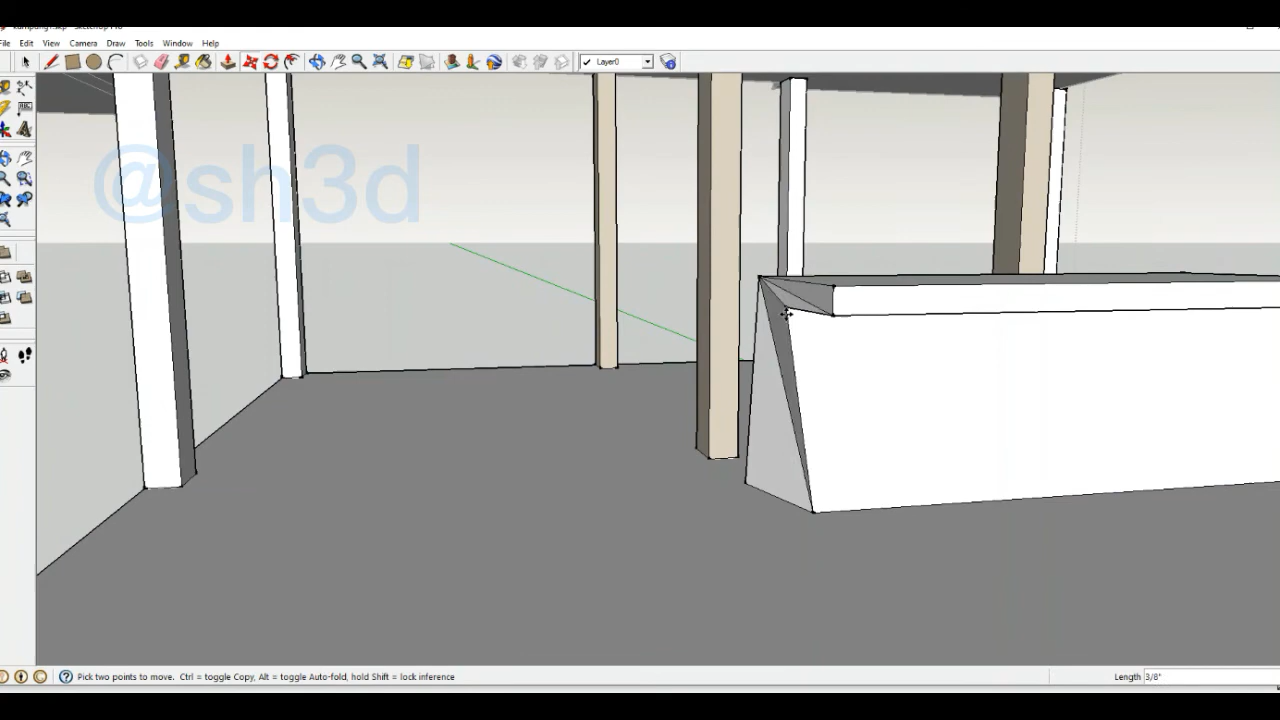 File Edit View Camera Draw Tools Window Help
Layer0
@sh3d
Pick two points to move. Ctrl = toggle Copy, Alt = toggle Auto-fold, hold Shift = lock inference
Length 3/8"